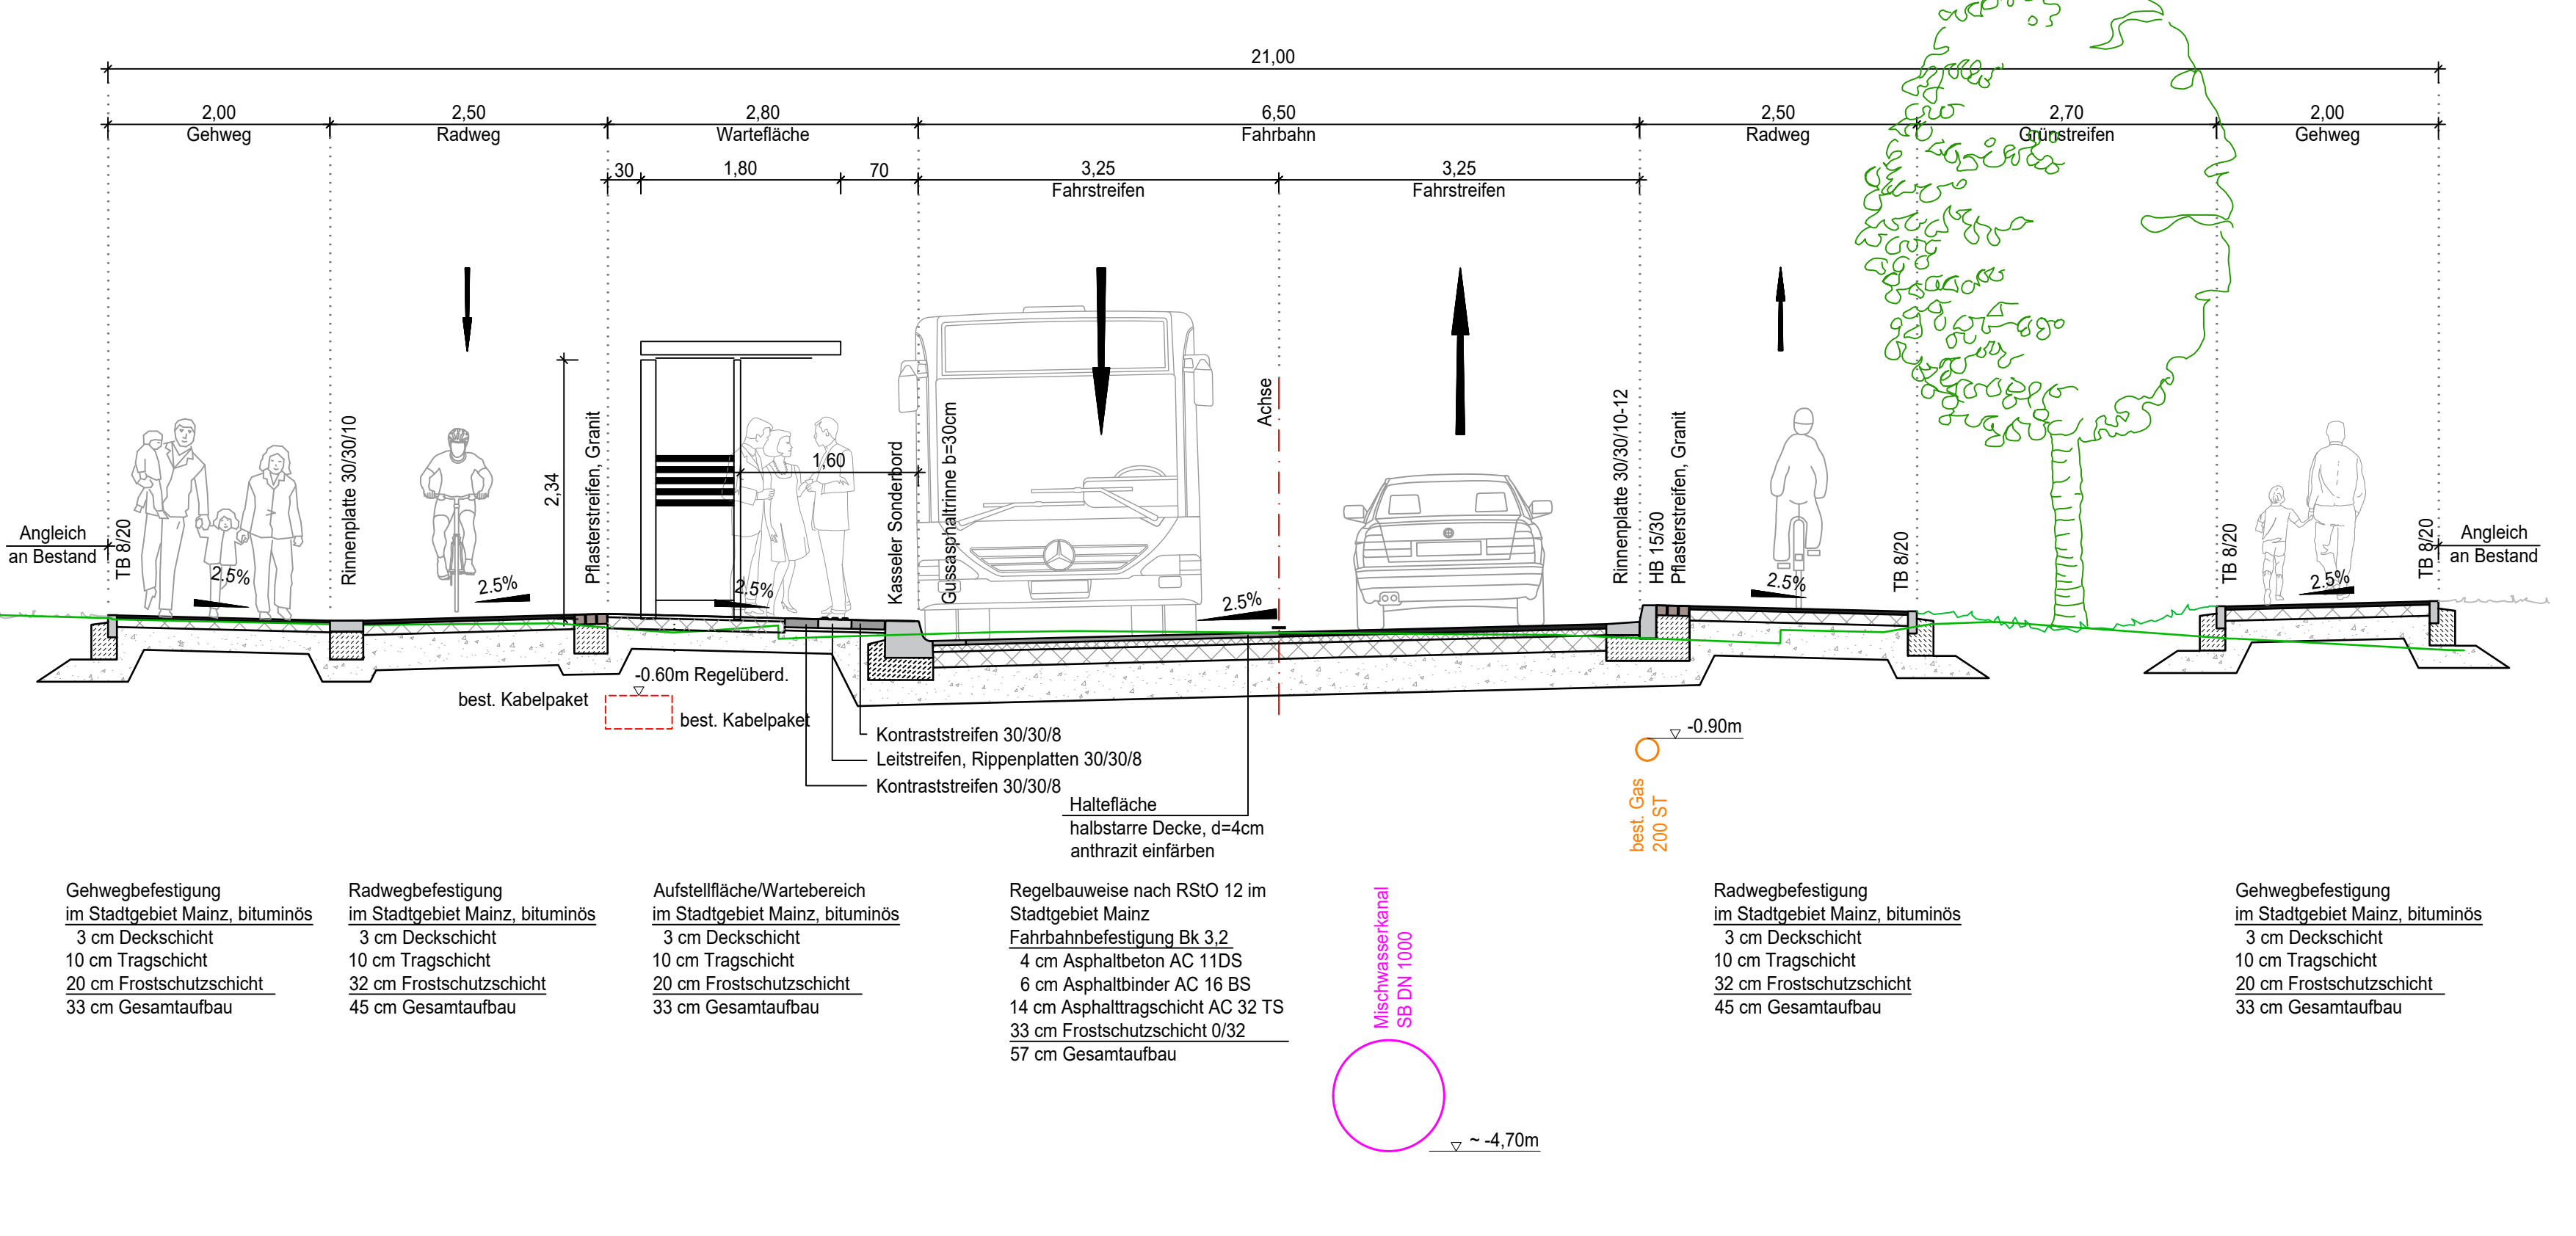 21,00
2,00
2,50
2,80
6,50
2,50
2,70
2,00
Gehweg
Radweg
Wartefläche
Fahrbahn
Radweg
Grünstreifen
Gehweg
30
1,80
70
3,25
3,25
Fahrstreifen
Fahrstreifen
Angleich
an Bestand
TB 8/20
2.5%
Rinnenplatte 30/30/10
2.5%
2,34
Pflasterstreifen, Granit
2.5%
1,60
Kasseler Sonderbord
Gussasphaltrinne b=30cm
2.5%
Achse
Rinnenplatte 30/30/10-12
HB 15/30
Pflasterstreifen, Granit
2.5%
TB 8/20
TB 8/20
2.5%
TB 8/20
Angleich
an Bestand
-0.60m Regelüberd.
best. Kabelpaket
best. Kabelpaket
Kontraststreifen 30/30/8
Leitstreifen, Rippenplatten 30/30/8
Kontraststreifen 30/30/8
Haltefläche
halbstarre Decke, d=4cm
anthrazit einfärben
-0.90m
best. Gas
200 ST
Gehwegbefestigung
im Stadtgebiet Mainz, bituminös
3 cm Deckschicht
10 cm Tragschicht
20 cm Frostschutzschicht
33 cm Gesamtaufbau
Radwegbefestigung
im Stadtgebiet Mainz, bituminös
3 cm Deckschicht
10 cm Tragschicht
32 cm Frostschutzschicht
45 cm Gesamtaufbau
Aufstellfläche/Wartebereich
im Stadtgebiet Mainz, bituminös
3 cm Deckschicht
10 cm Tragschicht
20 cm Frostschutzschicht
33 cm Gesamtaufbau
Regelbauweise nach RStO 12 im
Stadtgebiet Mainz
Fahrbahnbefestigung Bk 3,2
4 cm Asphaltbeton AC 11DS
6 cm Asphaltbinder AC 16 BS
14 cm Asphalttragschicht AC 32 TS
33 cm Frostschutzschicht 0/32
57 cm Gesamtaufbau
Mischwasserkanal
SB DN 1000
~ -4,70m
Radwegbefestigung
im Stadtgebiet Mainz, bituminös
3 cm Deckschicht
10 cm Tragschicht
32 cm Frostschutzschicht
45 cm Gesamtaufbau
Gehwegbefestigung
im Stadtgebiet Mainz, bituminös
3 cm Deckschicht
10 cm Tragschicht
20 cm Frostschutzschicht
33 cm Gesamtaufbau